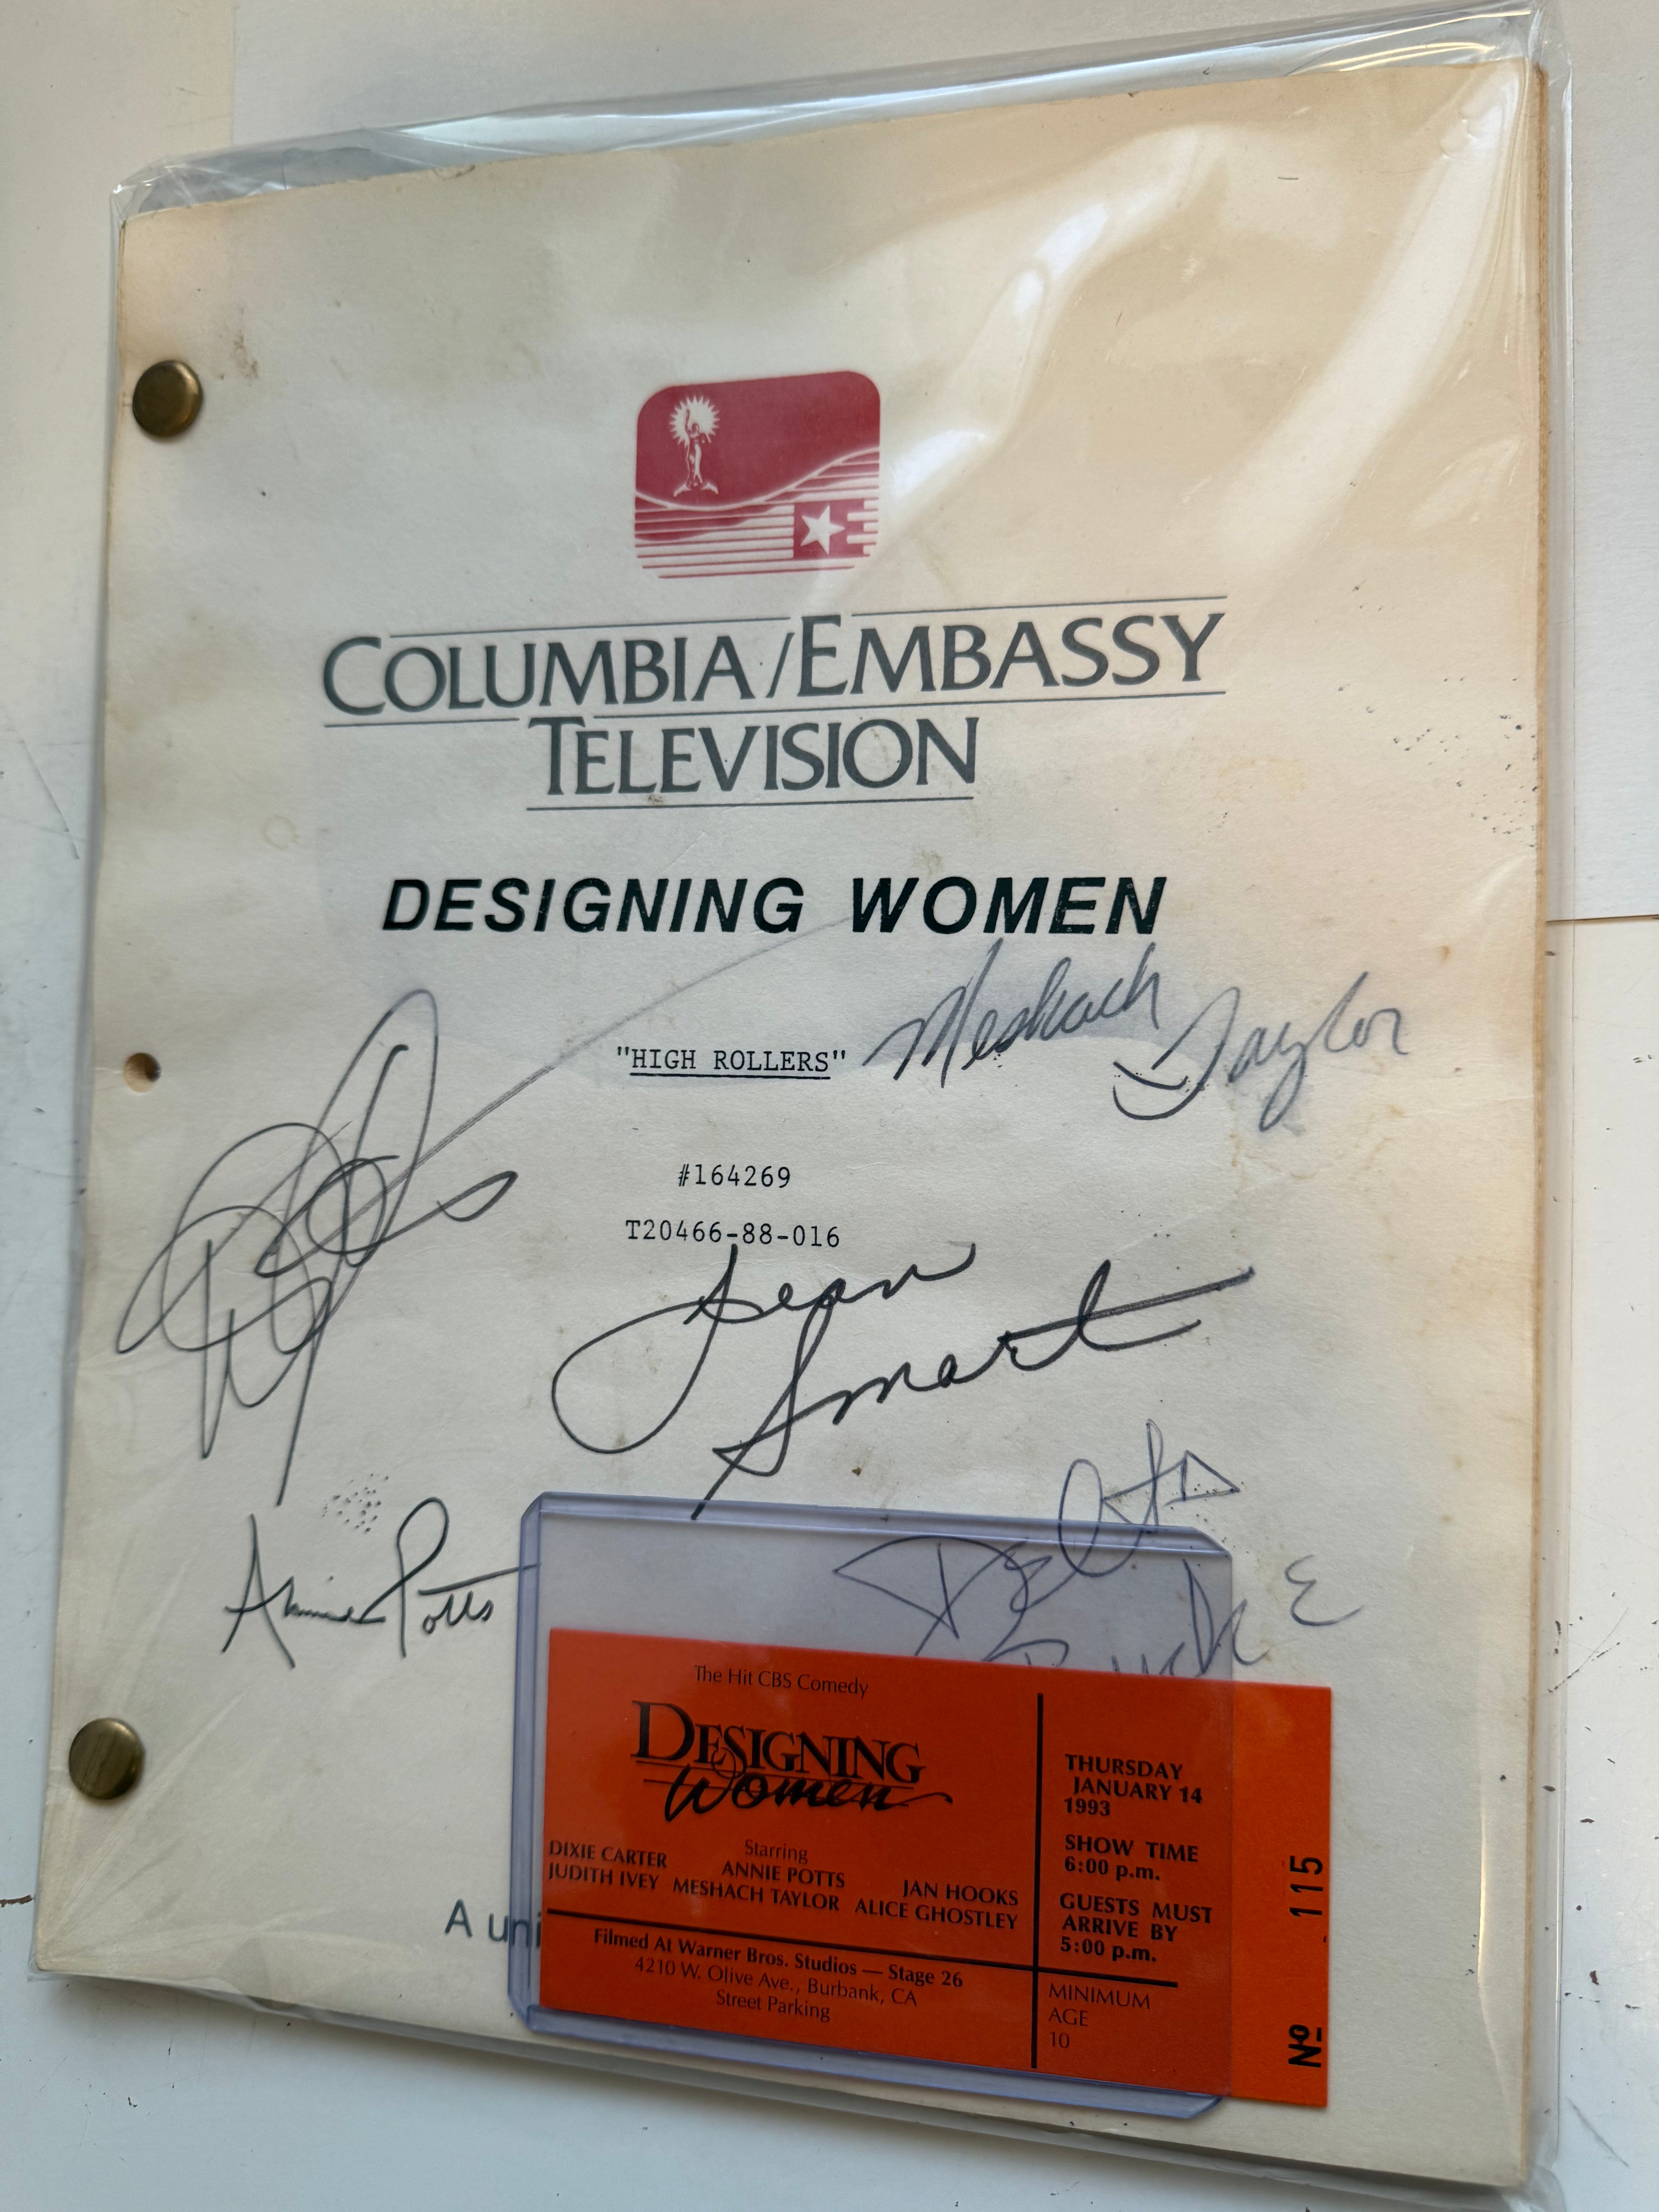 COLUMBIA/EMBASSY
TELEVISION
DESIGNING WOMEN
"HIGH ROLLERS"
Meshach Taylor
#164269
T20466-88-016
Jean
Smart
Annie Potts
Delta
Burke
A uni
The Hit CBS Comedy
DESIGNING
Women
Starring
DIXIE CARTER ANNIE POTTS JAN HOOKS
JUDITH IVEY MESHACH TAYLOR ALICE GHOSTLEY
Filmed At Warner Bros. Studios — Stage 26
4210 W. Olive Ave., Burbank, CA
Street Parking
THURSDAY
JANUARY 14
1993
SHOW TIME
6:00 p.m.
GUESTS MUST
ARRIVE BY
5:00 p.m.
MINIMUM
AGE
10
Nº 115